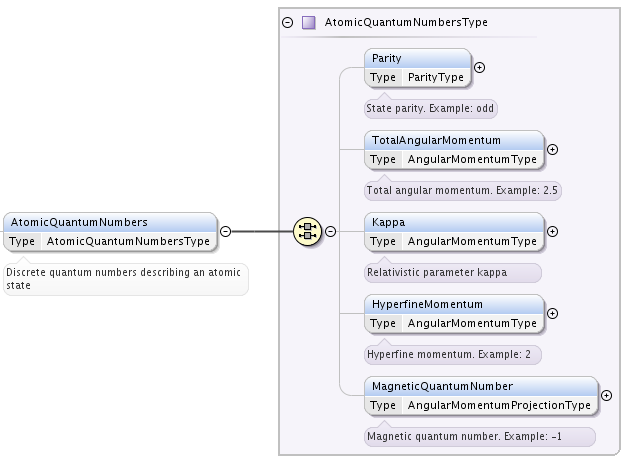 AtomicQuantumNumbersType
Parity
Type ParityType
State parity. Example: odd
TotalAngularMomentum
Type AngularMomentumType
Total angular momentum. Example: 2.5
AtomicQuantumNumbers
Type AtomicQuantumNumbersType
Discrete quantum numbers describing an atomic
state
Kappa
Type AngularMomentumType
Relativistic parameter kappa
HyperfineMomentum
Type AngularMomentumType
Hyperfine momentum. Example: 2
MagneticQuantumNumber
Type AngularMomentumProjectionType
Magnetic quantum number. Example: -1